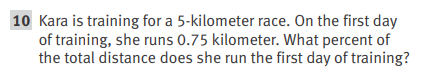 10 Kara is training for a 5-kilometer race. On the first day
of training, she runs 0.75 kilometer. What percent of
the total distance does she run the first day of training?